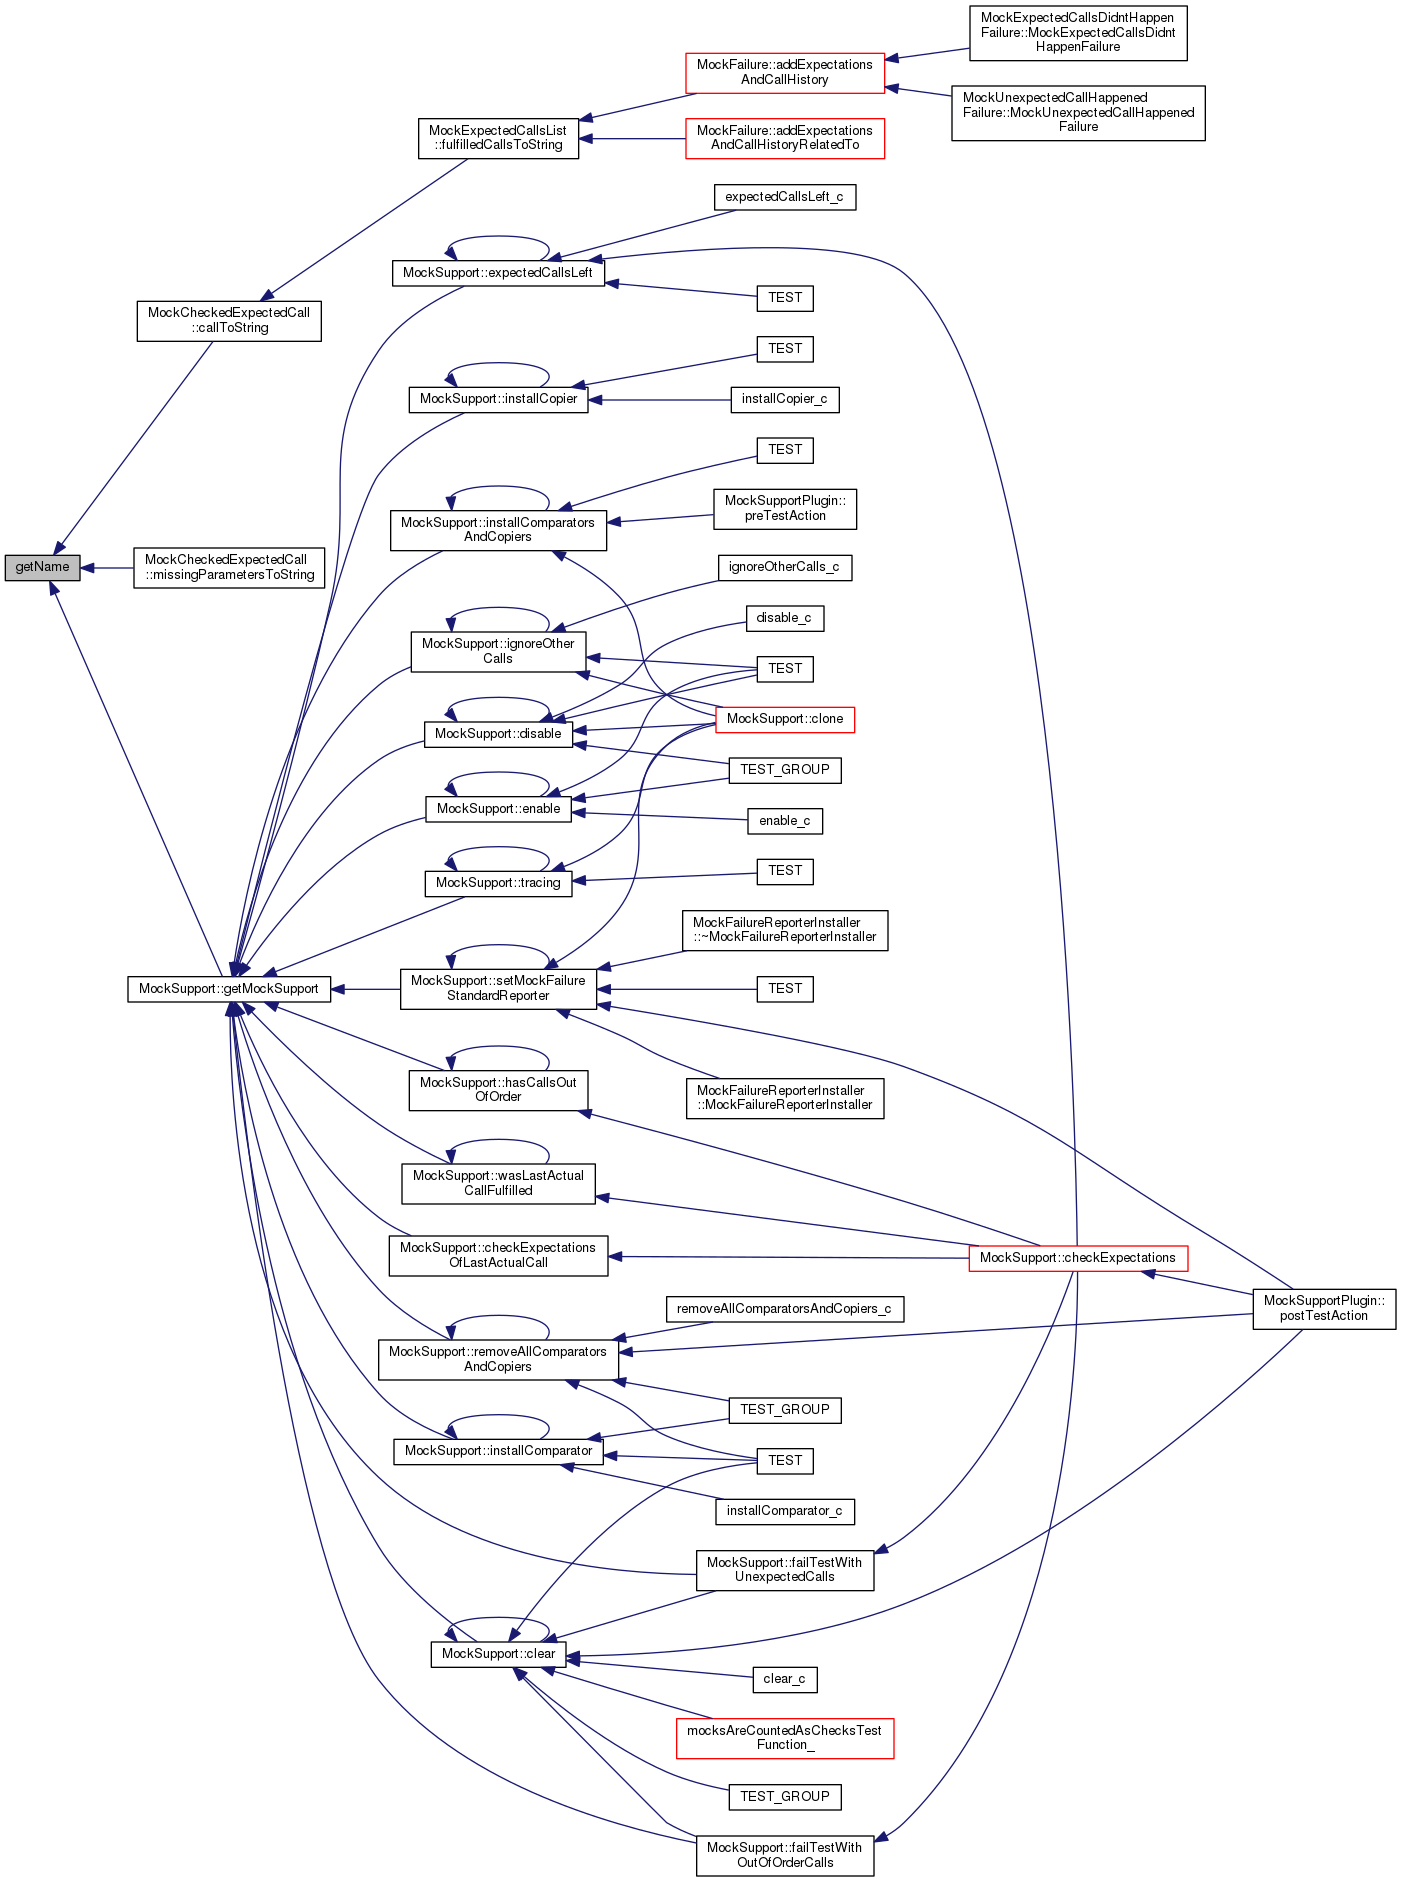 MockExpectedCallsDidntHappen
Failure::MockExpectedCallsDidnt
HappenFailure
MockFailure::addExpectations
AndCallHistory
MockUnexpectedCallHappened
Failure::MockUnexpectedCallHappened
Failure
MockExpectedCallsList
::fulfilledCallsToString
MockFailure::addExpectations
AndCallHistoryRelatedTo
expectedCallsLeft_c
MockSupport::expectedCallsLeft
TEST
MockCheckedExpectedCall
::callToString
TEST
MockSupport::installCopier
installCopier_c
TEST
MockSupport::installComparators
AndCopiers
MockSupportPlugin::
preTestAction
getName
MockCheckedExpectedCall
::missingParametersToString
ignoreOtherCalls_c
disable_c
MockSupport::ignoreOther
Calls
TEST
MockSupport::clone
MockSupport::disable
TEST_GROUP
MockSupport::enable
enable_c
MockSupport::tracing
TEST
MockFailureReporterInstaller
::~MockFailureReporterInstaller
MockSupport::getMockSupport
MockSupport::setMockFailure
StandardReporter
TEST
MockSupport::hasCallsOut
OfOrder
MockFailureReporterInstaller
::MockFailureReporterInstaller
MockSupport::wasLastActual
CallFulfilled
MockSupport::checkExpectations
OfLastActualCall
MockSupport::checkExpectations
MockSupportPlugin::
postTestAction
removeAllComparatorsAndCopiers_c
MockSupport::removeAllComparators
AndCopiers
TEST_GROUP
MockSupport::installComparator
TEST
installComparator_c
MockSupport::failTestWith
UnexpectedCalls
MockSupport::clear
clear_c
mocksAreCountedAsChecksTest
Function_
TEST_GROUP
MockSupport::failTestWith
OutOfOrderCalls